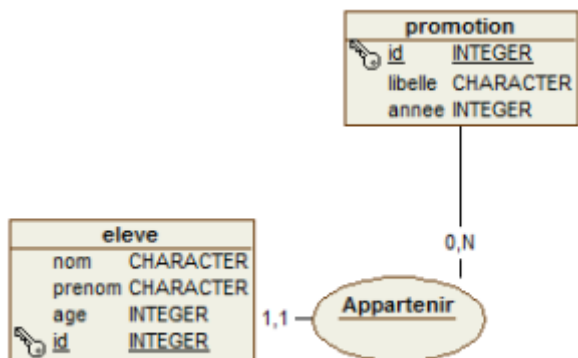 promotion
id INTEGER
libelle CHARACTER
annee INTEGER
0,N
eleve
nom CHARACTER
prenom CHARACTER
age INTEGER
id INTEGER
1,1
Appartenir